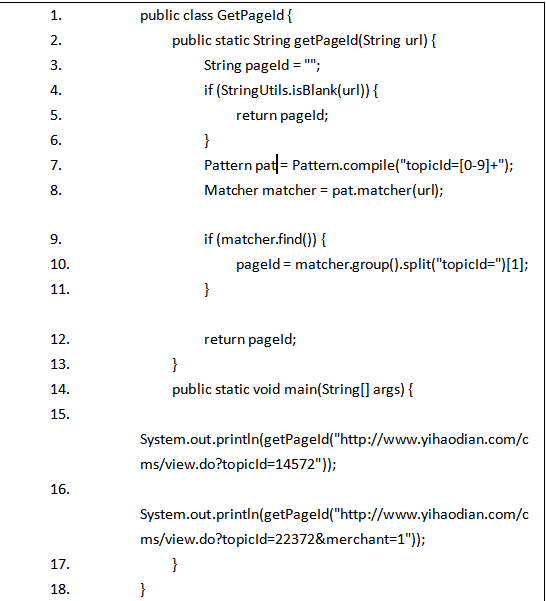 1. public class GetPageId {
2. public static String getPageId(String url) {
3. String pageId = "";
4. if (StringUtils.isBlank(url)) {
5. return pageId;
6. }
7. Pattern pat = Pattern.compile("topicId=[0-9]+");
8. Matcher matcher = pat.matcher(url);
9. if (matcher.find()) {
10. pageId = matcher.group().split("topicId=")[1];
11. }
12. return pageId;
13. }
14. public static void main(String[] args) {
15.
System.out.println(getPageId("http://www.yihaodian.com/c
ms/view.do?topicId=14572"));
16.
System.out.println(getPageId("http://www.yihaodian.com/c
ms/view.do?topicId=22372&merchant=1"));
17. }
18. }